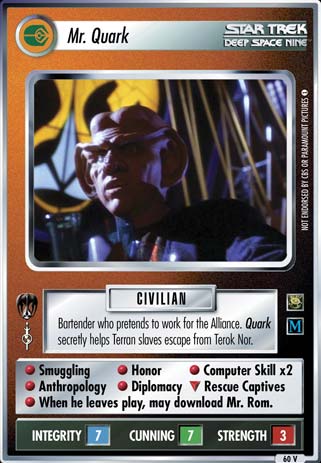 Mr. Quark
STAR TREK
DEEP SPACE NINE
NOT ENDORSED BY CBS OR PARAMOUNT PICTURES
CIVILIAN
Bartender who pretends to work for the Alliance. Quark
secretly helps Terran slaves escape from Terok Nor.
M
Smuggling Honor Computer Skill x2
Anthropology Diplomacy Rescue Captives
When he leaves play, may download Mr. Rom.
INTEGRITY 7 CUNNING 7 STRENGTH 3
60 V